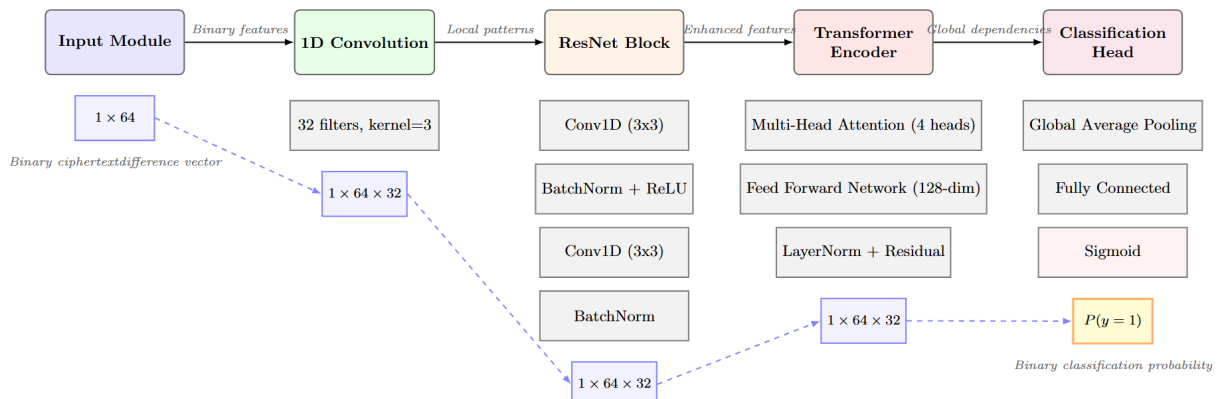 Input Module
Binary features
1D Convolution
Local patterns
ResNet Block
Enhanced features
Transformer
Encoder
Global dependencies
Classification
Head
1 × 64
Binary ciphertextdifference vector
32 filters, kernel=3
1 × 64 × 32
Conv1D (3x3)
BatchNorm + ReLU
Conv1D (3x3)
BatchNorm
1 × 64 × 32
Multi-Head Attention (4 heads)
Feed Forward Network (128-dim)
LayerNorm + Residual
1 × 64 × 32
Global Average Pooling
Fully Connected
Sigmoid
P(y = 1)
Binary classification probability